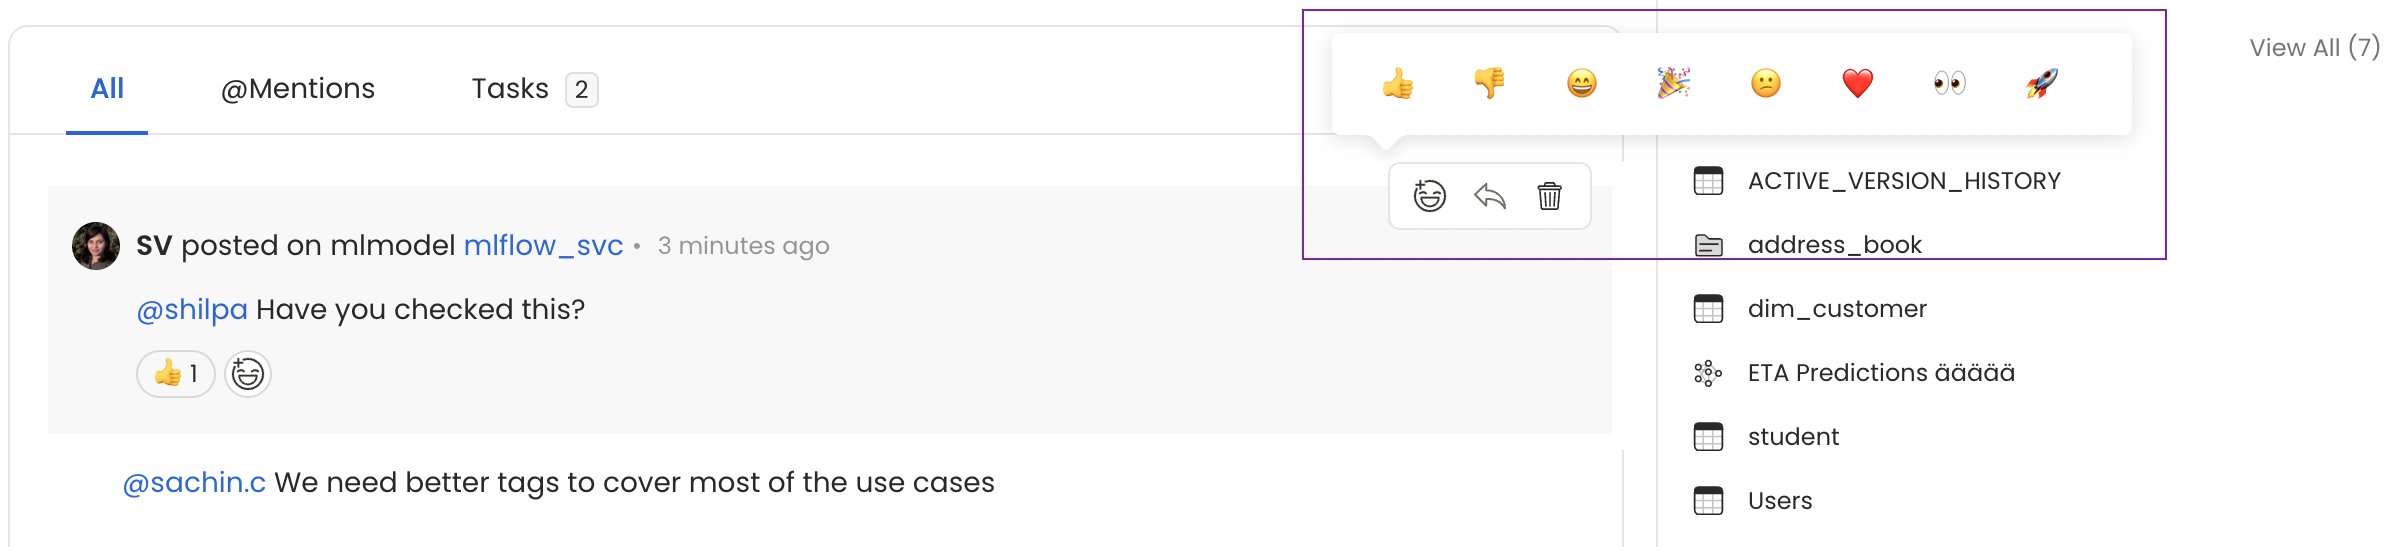 All @Mentions Tasks 2
View All (7)
SV posted on mlmodel mlflow_svc • 3 minutes ago
@shilpa Have you checked this?
👍 1
@sachin.c We need better tags to cover most of the use cases
ACTIVE_VERSION_HISTORY
address_book
dim_customer
ETA Predictions äääää
student
Users